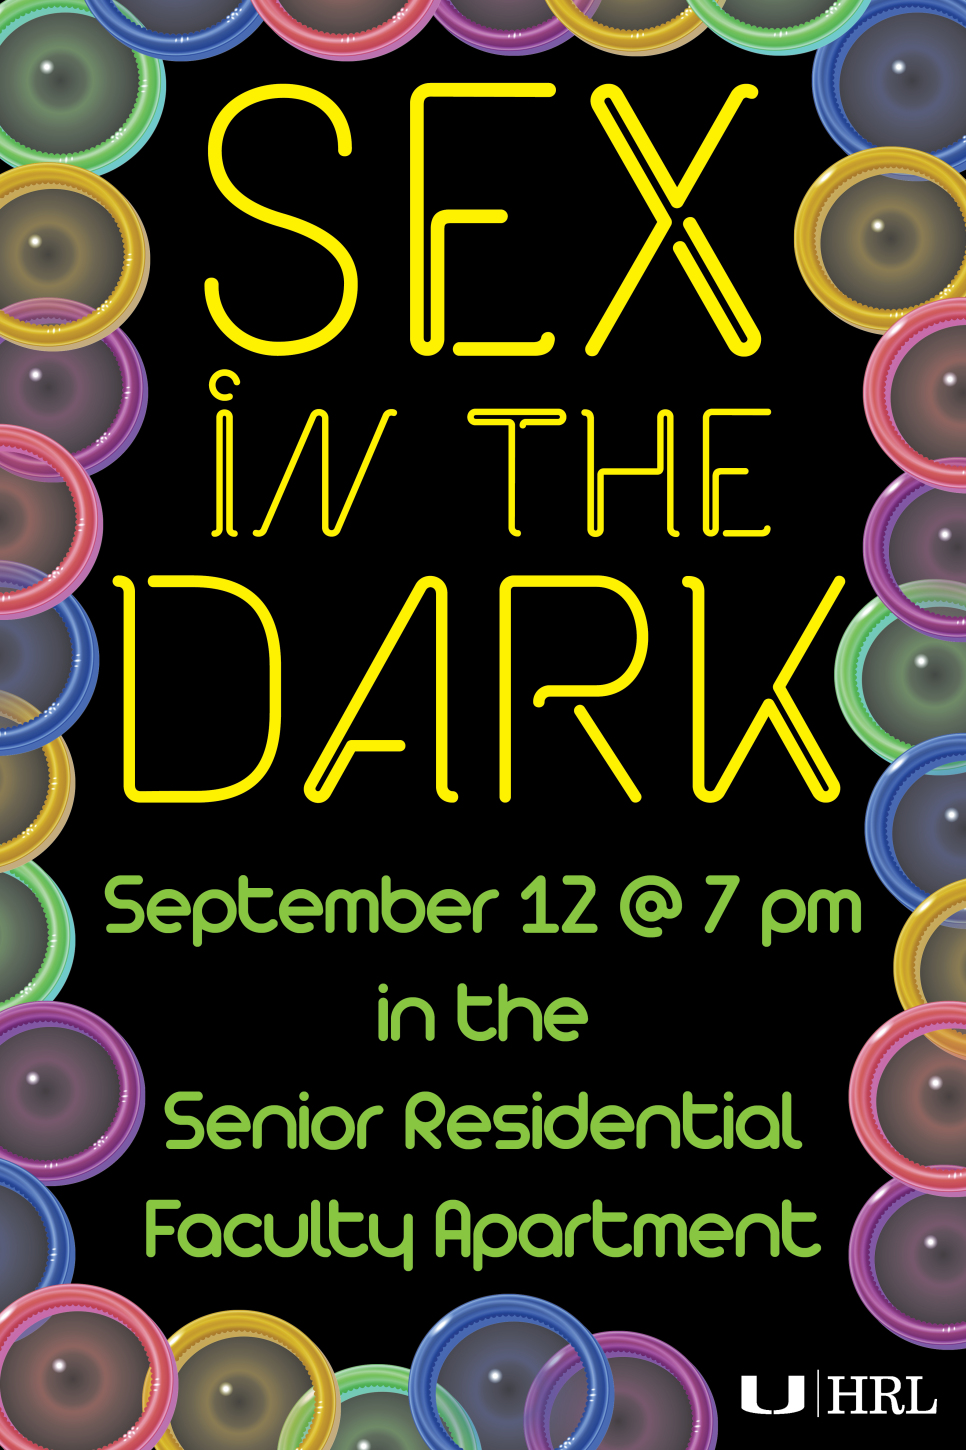 SEX
iN THE
DARK
September 12 @ 7 pm
in the
Senior Residential
Faculty Apartment
U HRL